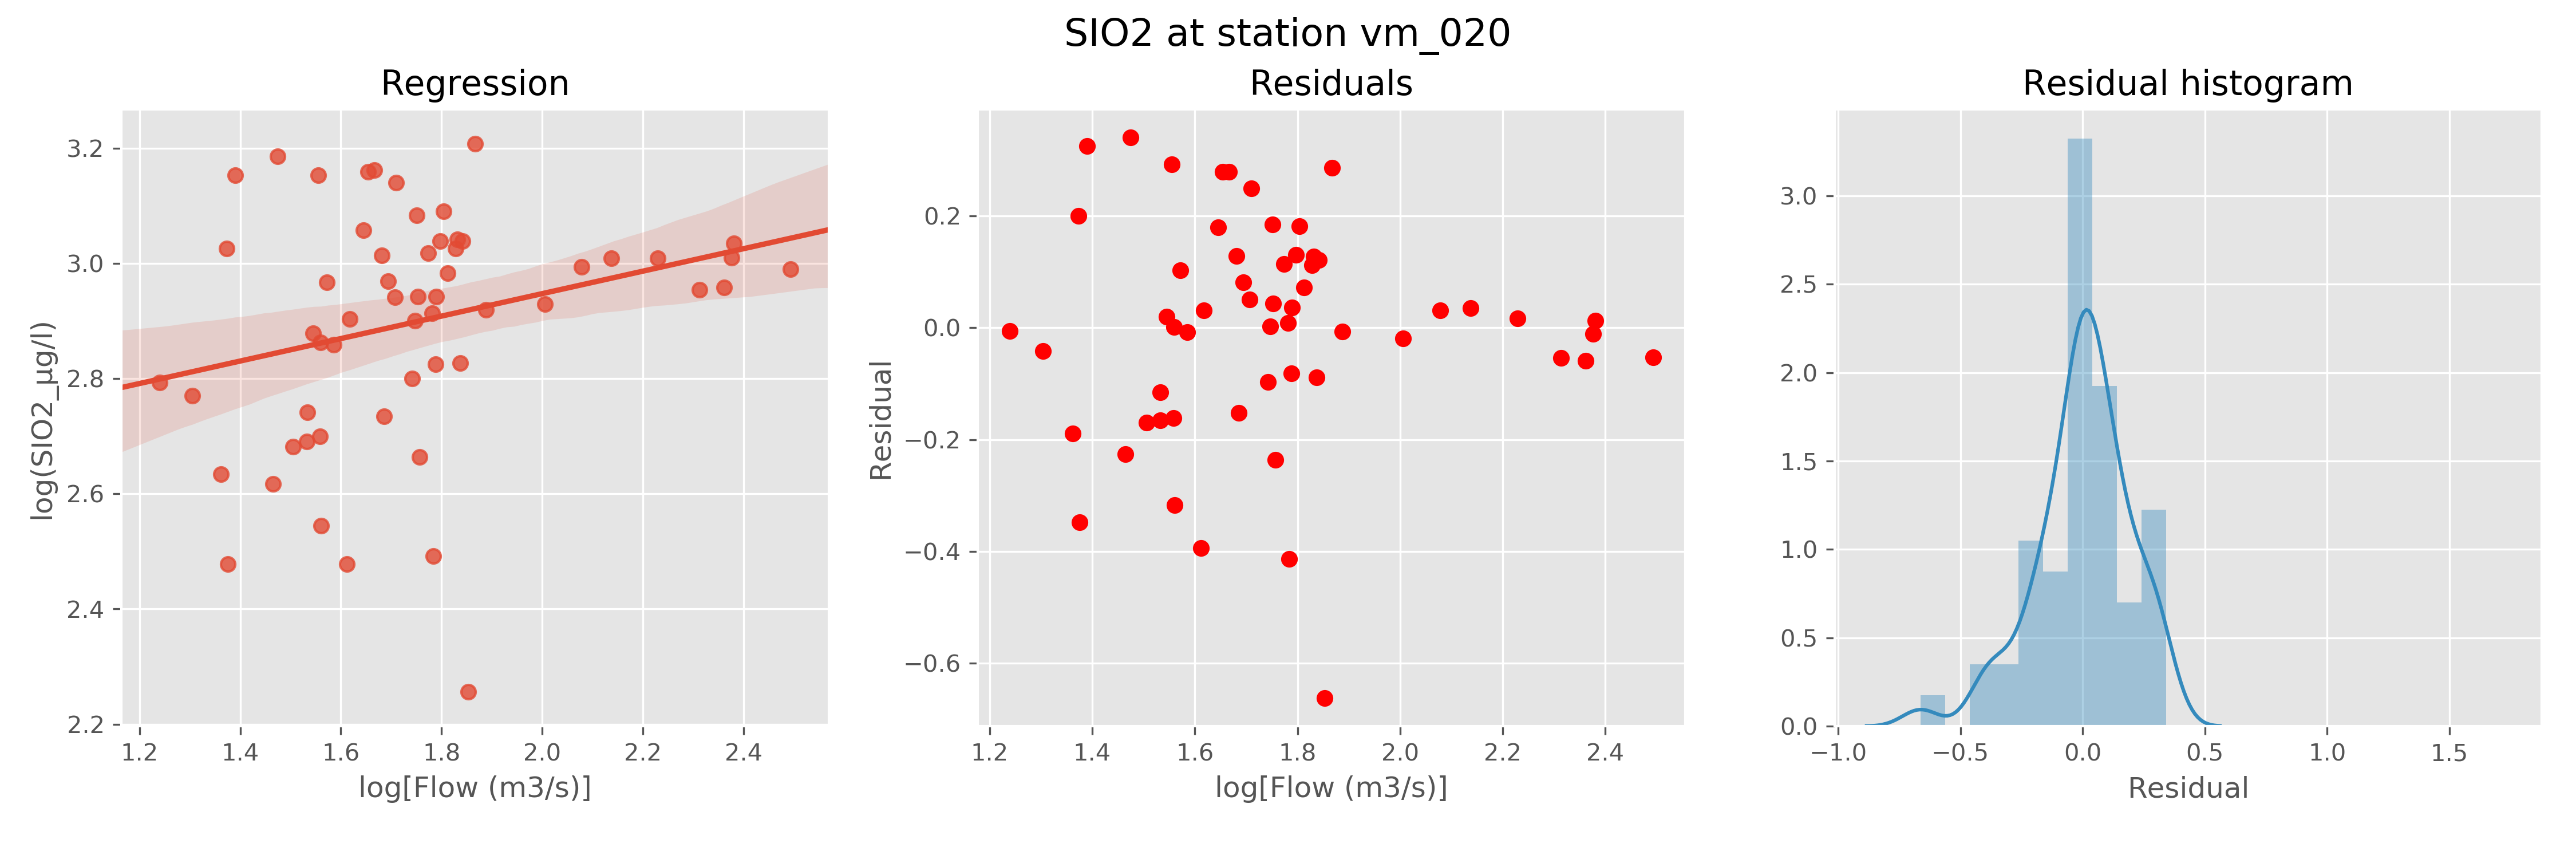 SIO2 at station vm_020
Regression
Residuals
Residual histogram
log(SIO2_µg/l)
3.2
3.0
2.8
2.6
2.4
2.2
1.2 1.4 1.6 1.8 2.0 2.2 2.4
log[Flow (m3/s)]
Residual
0.2
0.0
−0.2
−0.4
−0.6
1.2 1.4 1.6 1.8 2.0 2.2 2.4
log[Flow (m3/s)]
3.0
2.5
2.0
1.5
1.0
0.5
0.0
−1.0 −0.5 0.0 0.5 1.0 1.5
Residual